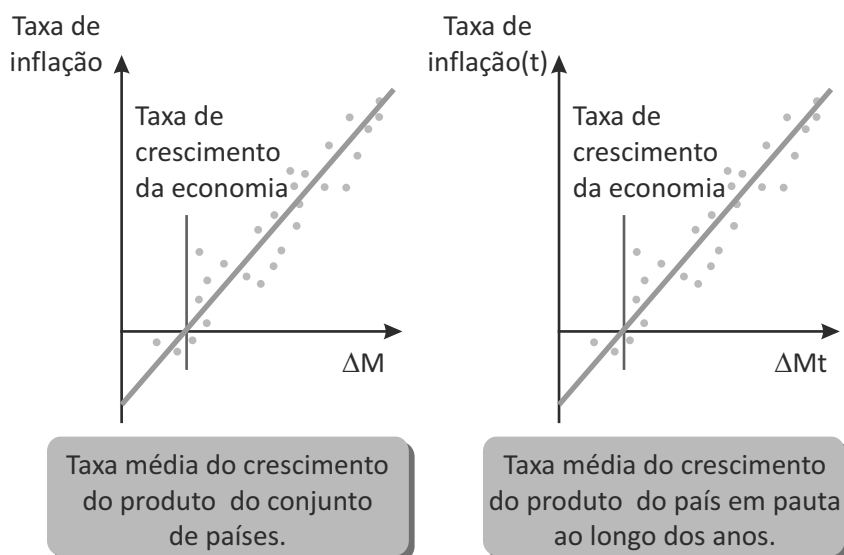 Taxa de
inflação
Taxa de
crescimento
da economia
ΔM
Taxa média do crescimento
do produto do conjunto
de países.
Taxa de
inflação(t)
Taxa de
crescimento
da economia
ΔMt
Taxa média do crescimento
do produto do país em pauta
ao longo dos anos.